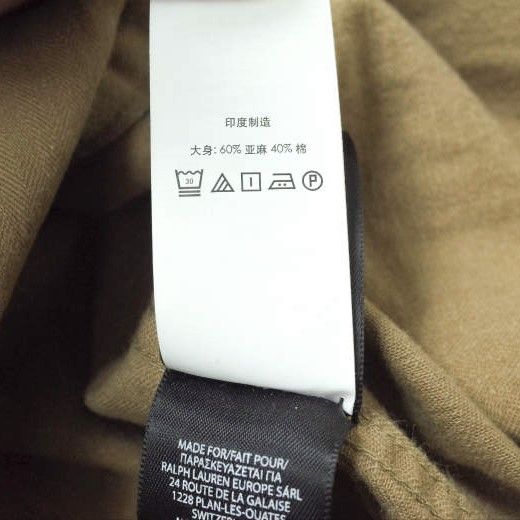 印度制造
大身: 60% 亚麻 40% 棉
30
P
MADE FOR/FAIT POUR/
ΠΑΡΑΣΚΕΥΑΖΕΤΑΙ ΓΙΑ
RALPH LAUREN EUROPE SÀRL
24 ROUTE DE LA GALAISE
1228 PLAN-LES-OUATES